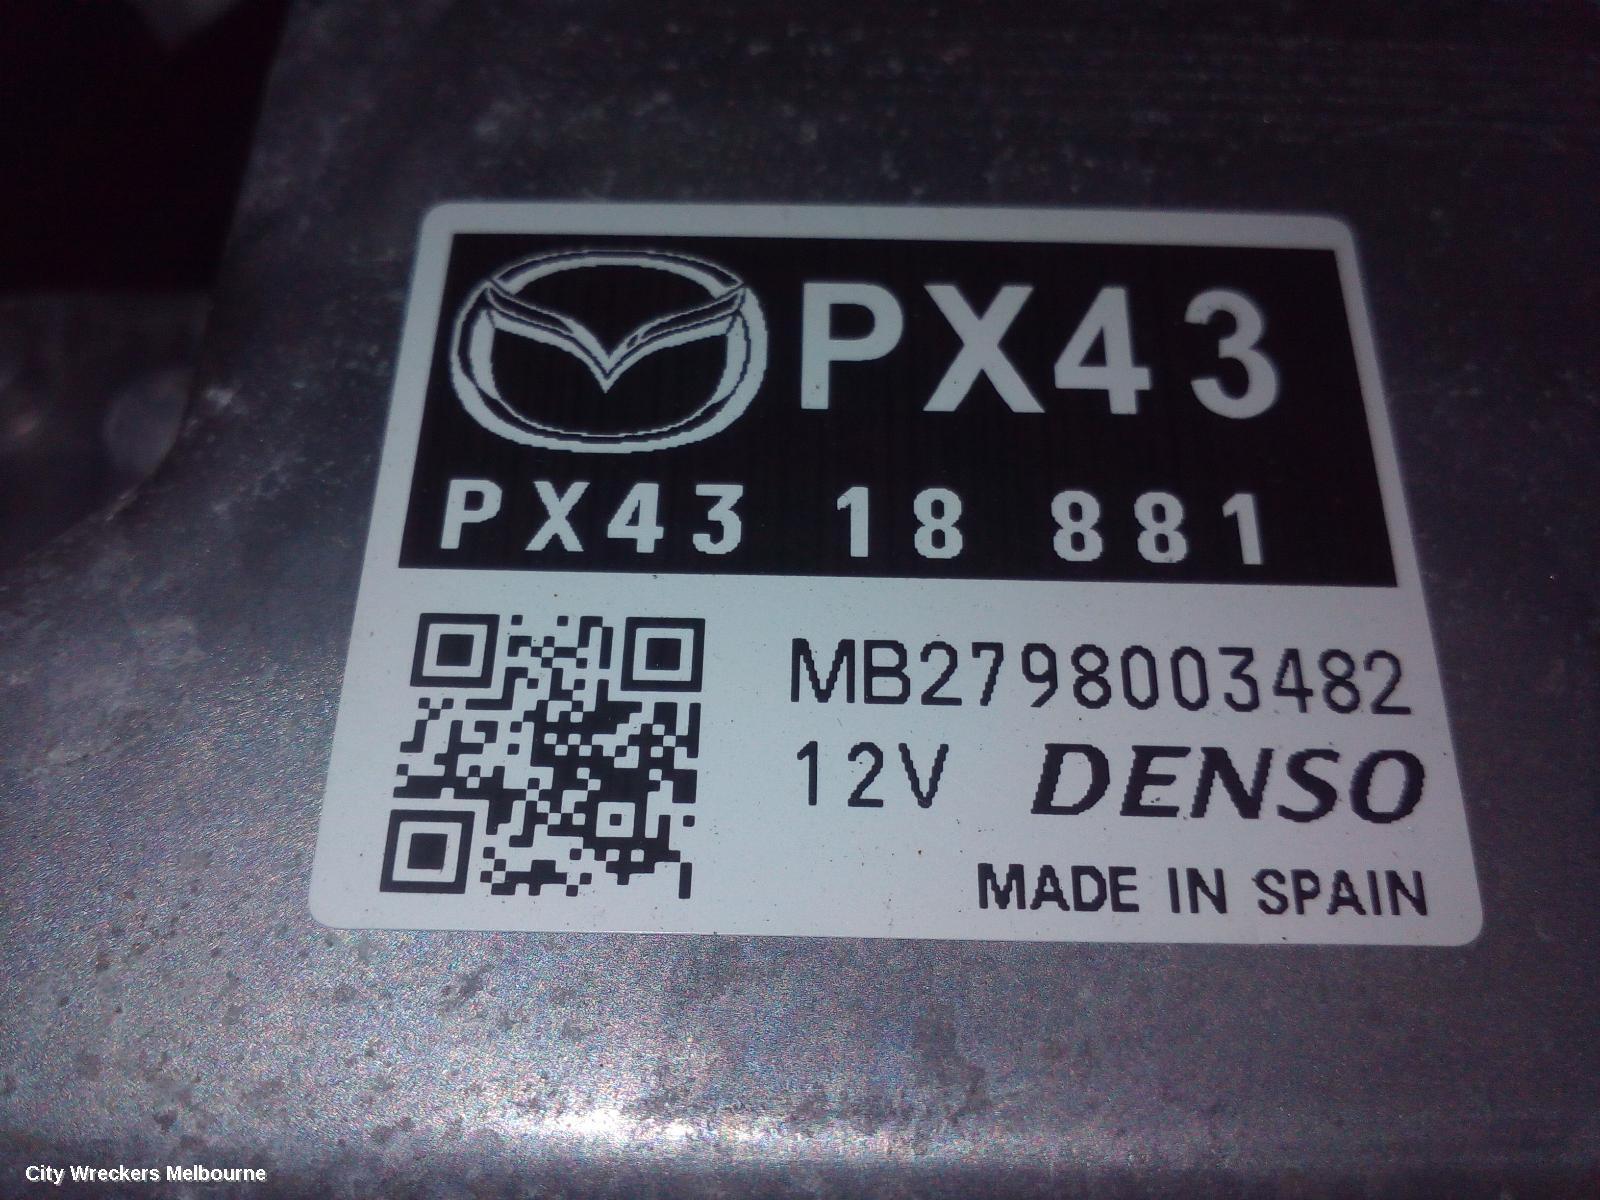 PX43
PX43 18 881
MB2798003482
12V DENSO
MADE IN SPAIN
City Wreckers Melbourne